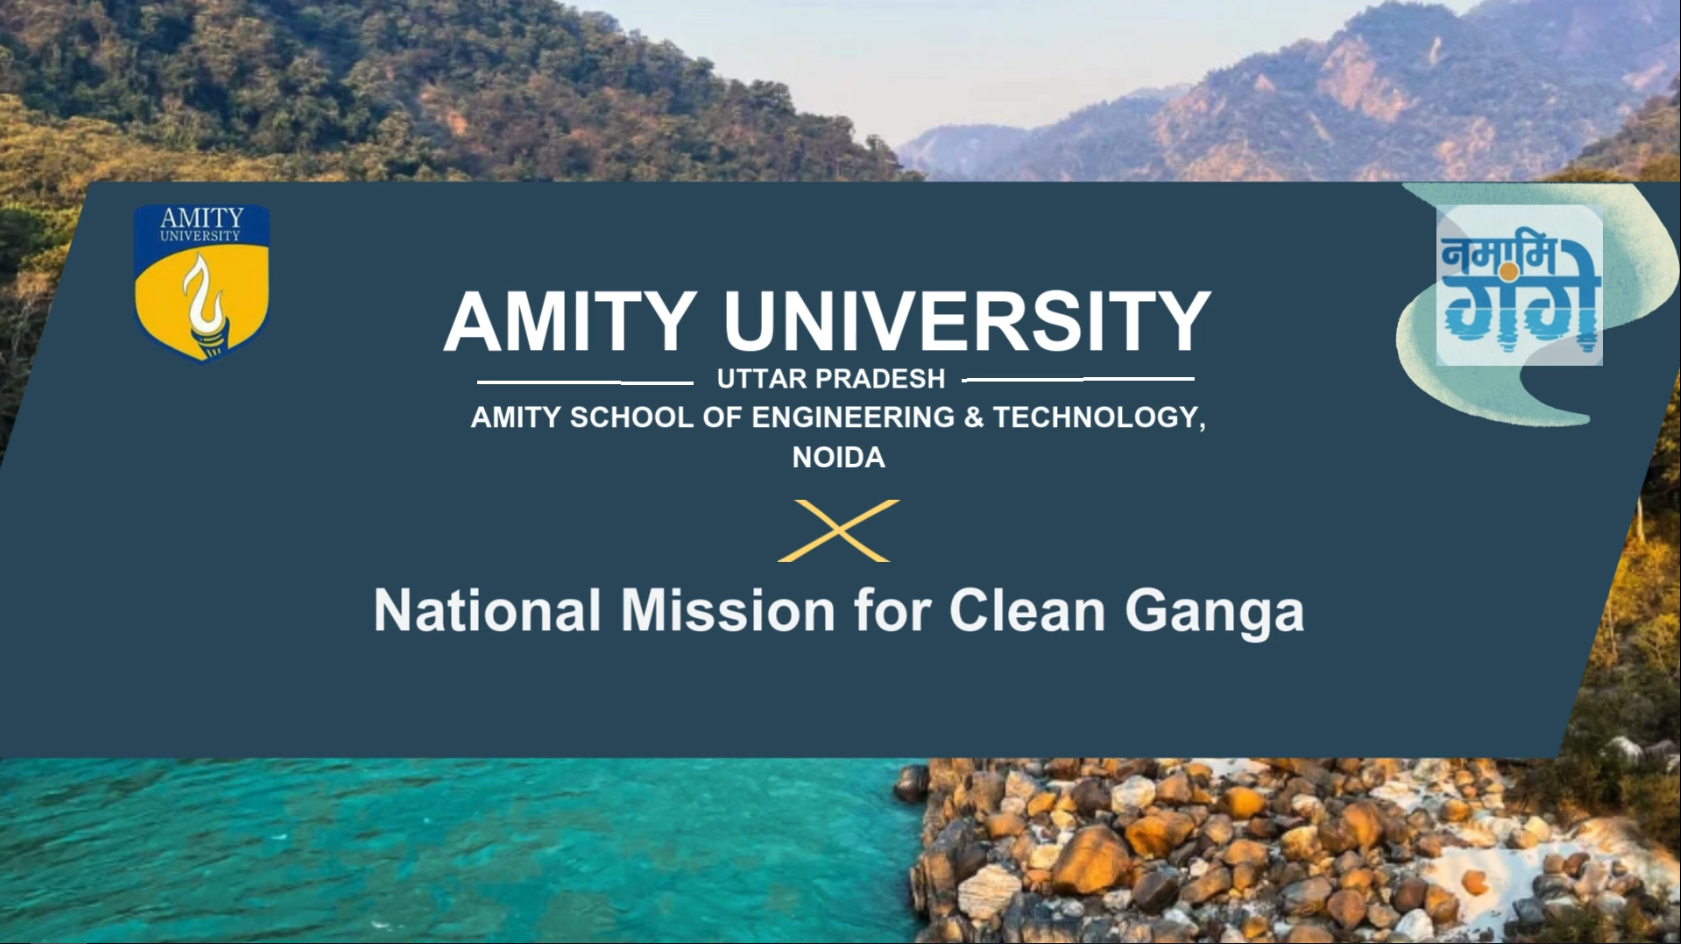 AMITY
UNIVERSITY
नमामि
गंगे
AMITY UNIVERSITY
UTTAR PRADESH
AMITY SCHOOL OF ENGINEERING & TECHNOLOGY,
NOIDA
National Mission for Clean Ganga